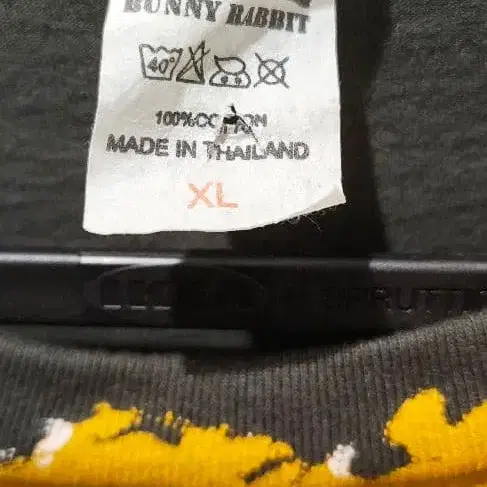 BUNNY RABBIT
40°
100%COTTON
MADE IN THAILAND
XL